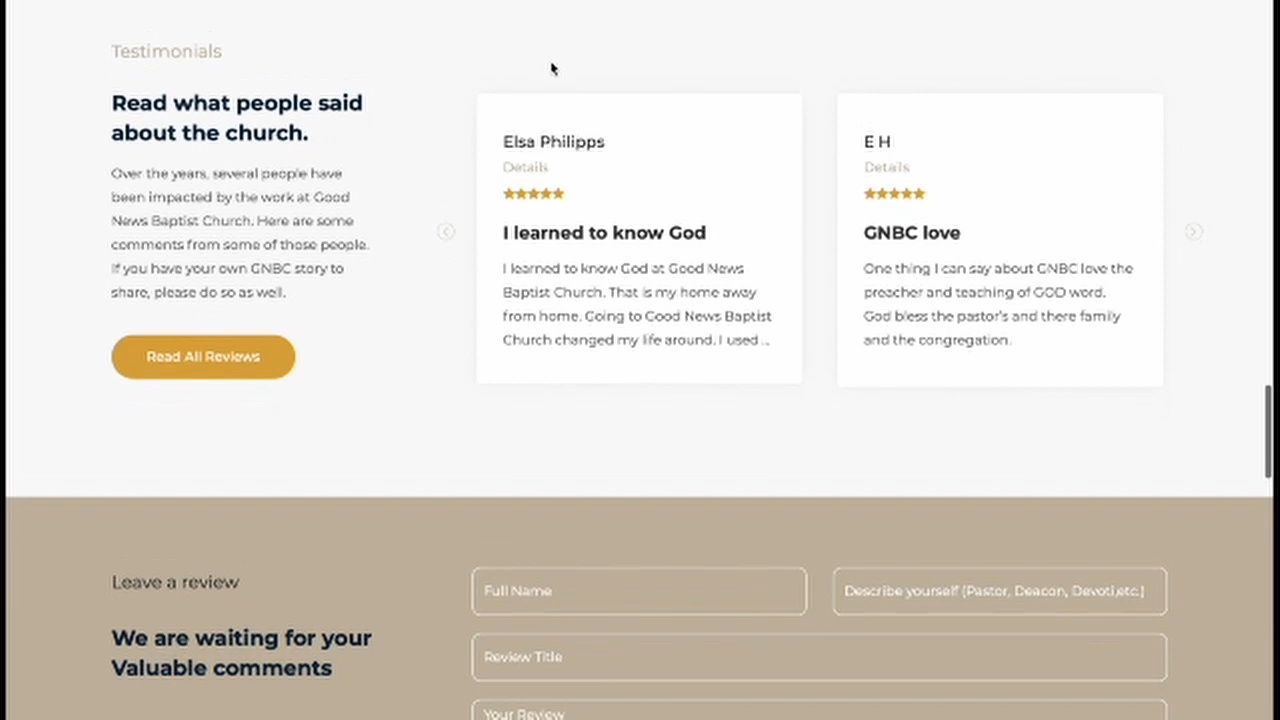 Testimonials
Read what people said
about the church.
Over the years, several people have
been impacted by the work at Good
News Baptist Church. Here are some
comments from some of those people.
If you have your own GNBC story to
share, please do so as well.
Read All Reviews
Elsa Philipps
Details
I learned to know God
I learned to know God at Good News
Baptist Church. That is my home away
from home. Going to Good News Baptist
Church changed my life around. I used ...
E H
Details
GNBC love
One thing I can say about GNBC love the
preacher and teaching of GOD word.
God bless the pastor's and there family
and the congregation.
Leave a review
We are waiting for your
Valuable comments
Full Name
Describe yourself (Pastor, Deacon, Devoti,etc.)
Review Title
Your Review